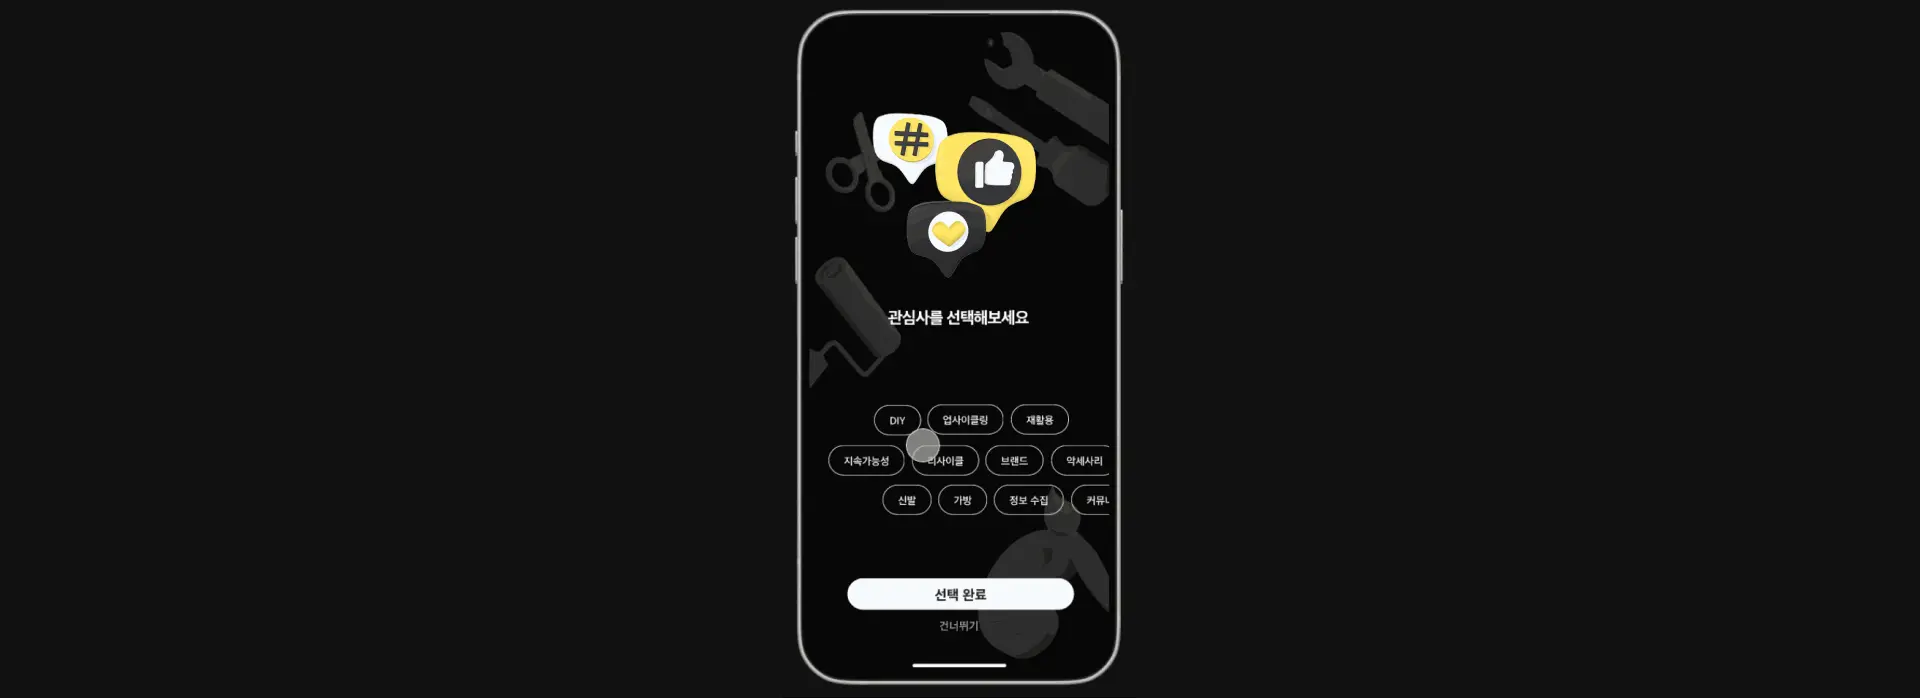 #
관심사를 선택해보세요
DIY 업사이클링 재활용
지속가능성 리사이클 브랜드 악세사리
신발 가방 정보 수집 커뮤
선택 완료
건너뛰기